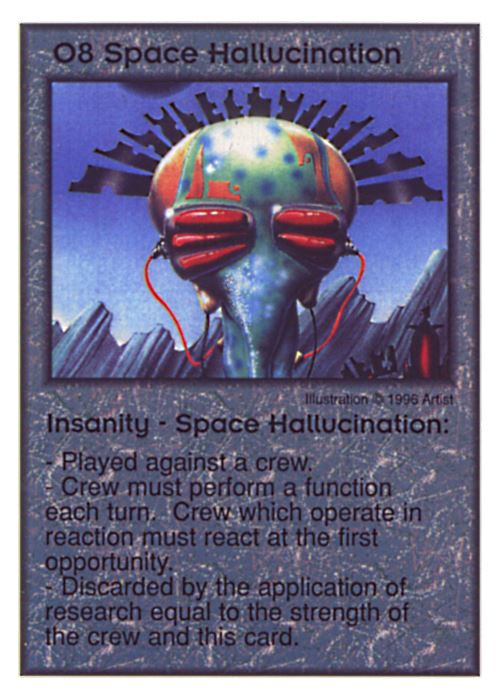 O8 Space Hallucination
Illustration © 1996 Artist
Insanity - Space Hallucination:
- Played against a crew.
- Crew must perform a function
each turn. Crew which operate in
reaction must react at the first
opportunity.
- Discarded by the application of
research equal to the strength of
the crew and this card.